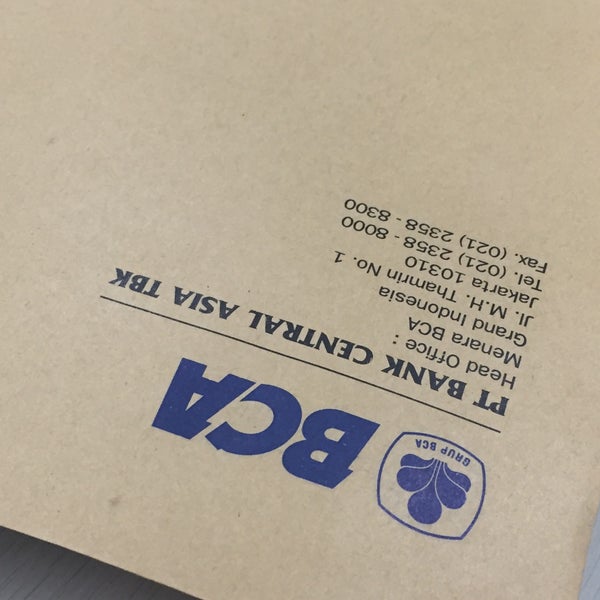 GRUP BCA
BCA
PT BANK CENTRAL ASIA TBK
Head Office :
Menara BCA
Grand Indonesia
Jl. M.H. Thamrin No. 1
Jakarta 10310
Tel. (021) 2358 - 8000
Fax. (021) 2358 - 8300